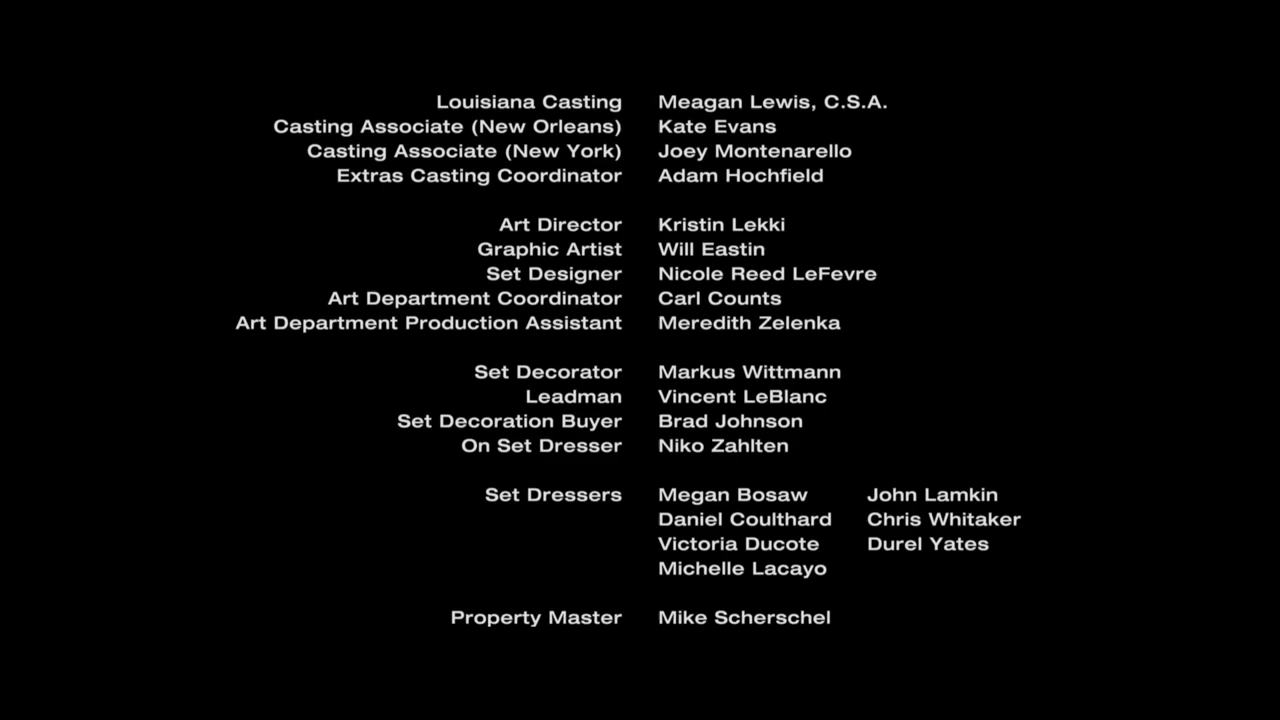 Louisiana Casting Meagan Lewis, C.S.A.
Casting Associate (New Orleans) Kate Evans
Casting Associate (New York) Joey Montenarello
Extras Casting Coordinator Adam Hochfield
Art Director Kristin Lekki
Graphic Artist Will Eastin
Set Designer Nicole Reed LeFevre
Art Department Coordinator Carl Counts
Art Department Production Assistant Meredith Zelenka
Set Decorator Markus Wittmann
Leadman Vincent LeBlanc
Set Decoration Buyer Brad Johnson
On Set Dresser Niko Zahlten
Set Dressers Megan Bosaw John Lamkin
Daniel Coulthard Chris Whitaker
Victoria Ducote Durel Yates
Michelle Lacayo
Property Master Mike Scherschel